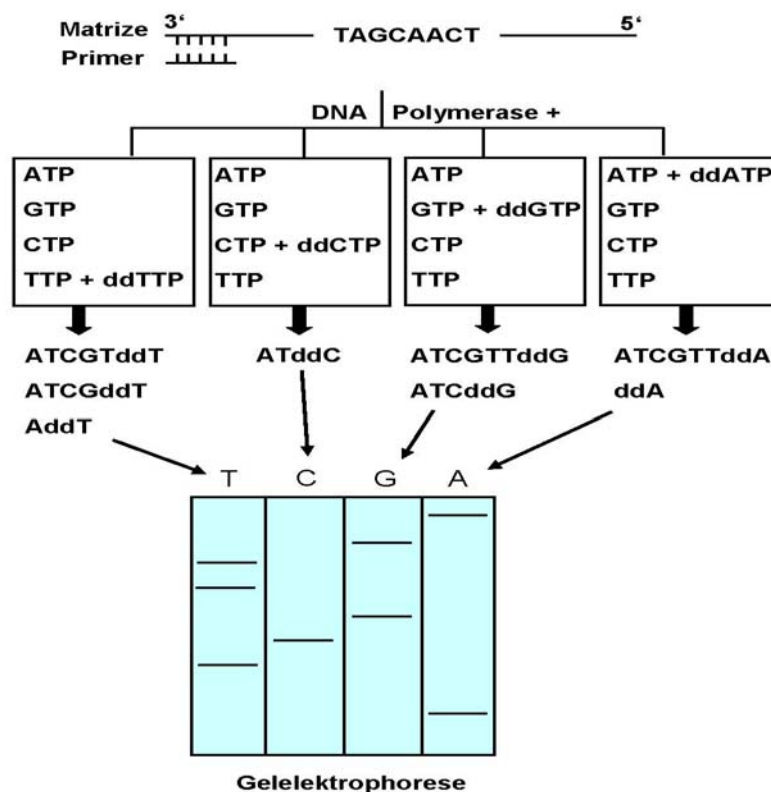 Matrize 3‘ TAGCAACT 5‘
Primer
DNA Polymerase +
ATP
GTP
CTP
TTP + ddTTP
ATP
GTP
CTP + ddCTP
TTP
ATP
GTP + ddGTP
CTP
TTP
ATP + ddATP
GTP
CTP
TTP
ATCGTddT
ATCGddT
AddT
ATddC
ATCGTTddG
ATCddG
ATCGTTddA
ddA
T C G A
Gelelektrophorese